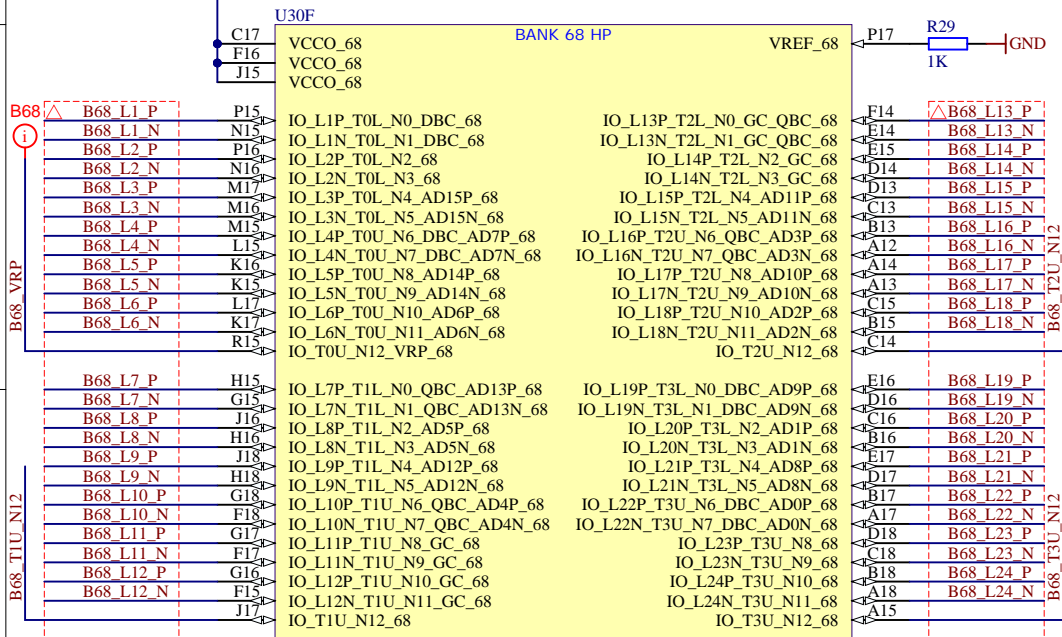 U30F
BANK 68 HP
C17 VCCO_68 VREF_68 P17 R29 1K GND
F16 VCCO_68
J15 VCCO_68
B68
i
B68_L1_P P15 IO_L1P_T0L_N0_DBC_68 IO_L13P_T2L_N0_GC_QBC_68 F14 B68_L13_P
B68_L1_N N15 IO_L1N_T0L_N1_DBC_68 IO_L13N_T2L_N1_GC_QBC_68 E14 B68_L13_N
B68_L2_P P16 IO_L2P_T0L_N2_68 IO_L14P_T2L_N2_GC_68 E15 B68_L14_P
B68_L2_N N16 IO_L2N_T0L_N3_68 IO_L14N_T2L_N3_GC_68 D14 B68_L14_N
B68_L3_P M17 IO_L3P_T0L_N4_AD15P_68 IO_L15P_T2L_N4_AD11P_68 D13 B68_L15_P
B68_L3_N M16 IO_L3N_T0L_N5_AD15N_68 IO_L15N_T2L_N5_AD11N_68 C13 B68_L15_N
B68_L4_P M15 IO_L4P_T0U_N6_DBC_AD7P_68 IO_L16P_T2U_N6_QBC_AD3P_68 B13 B68_L16_P
B68_L4_N L15 IO_L4N_T0U_N7_DBC_AD7N_68 IO_L16N_T2U_N7_QBC_AD3N_68 A12 B68_L16_N
B68_L5_P K16 IO_L5P_T0U_N8_AD14P_68 IO_L17P_T2U_N8_AD10P_68 A14 B68_L17_P
B68_L5_N K15 IO_L5N_T0U_N9_AD14N_68 IO_L17N_T2U_N9_AD10N_68 A13 B68_L17_N
B68_L6_P L17 IO_L6P_T0U_N10_AD6P_68 IO_L18P_T2U_N10_AD2P_68 C15 B68_L18_P
B68_L6_N K17 IO_L6N_T0U_N11_AD6N_68 IO_L18N_T2U_N11_AD2N_68 B15 B68_L18_N
B68_VRP R15 IO_T0U_N12_VRP_68 IO_T2U_N12_68 C14 B68_T2U_N12
B68_L7_P H15 IO_L7P_T1L_N0_QBC_AD13P_68 IO_L19P_T3L_N0_DBC_AD9P_68 E16 B68_L19_P
B68_L7_N G15 IO_L7N_T1L_N1_QBC_AD13N_68 IO_L19N_T3L_N1_DBC_AD9N_68 D16 B68_L19_N
B68_L8_P J16 IO_L8P_T1L_N2_AD5P_68 IO_L20P_T3L_N2_AD1P_68 C16 B68_L20_P
B68_L8_N H16 IO_L8N_T1L_N3_AD5N_68 IO_L20N_T3L_N3_AD1N_68 B16 B68_L20_N
B68_L9_P J18 IO_L9P_T1L_N4_AD12P_68 IO_L21P_T3L_N4_AD8P_68 E17 B68_L21_P
B68_L9_N H18 IO_L9N_T1L_N5_AD12N_68 IO_L21N_T3L_N5_AD8N_68 D17 B68_L21_N
B68_L10_P G18 IO_L10P_T1U_N6_QBC_AD4P_68 IO_L22P_T3U_N6_DBC_AD0P_68 B17 B68_L22_P
B68_L10_N F18 IO_L10N_T1U_N7_QBC_AD4N_68 IO_L22N_T3U_N7_DBC_AD0N_68 A17 B68_L22_N
B68_L11_P G17 IO_L11P_T1U_N8_GC_68 IO_L23P_T3U_N8_68 D18 B68_L23_P
B68_L11_N F17 IO_L11N_T1U_N9_GC_68 IO_L23N_T3U_N9_68 C18 B68_L23_N
B68_L12_P G16 IO_L12P_T1U_N10_GC_68 IO_L24P_T3U_N10_68 B18 B68_L24_P
B68_L12_N F15 IO_L12N_T1U_N11_GC_68 IO_L24N_T3U_N11_68 A18 B68_L24_N
B68_T1U_N12 J17 IO_T1U_N12_68 IO_T3U_N12_68 A15 B68_T3U_N12